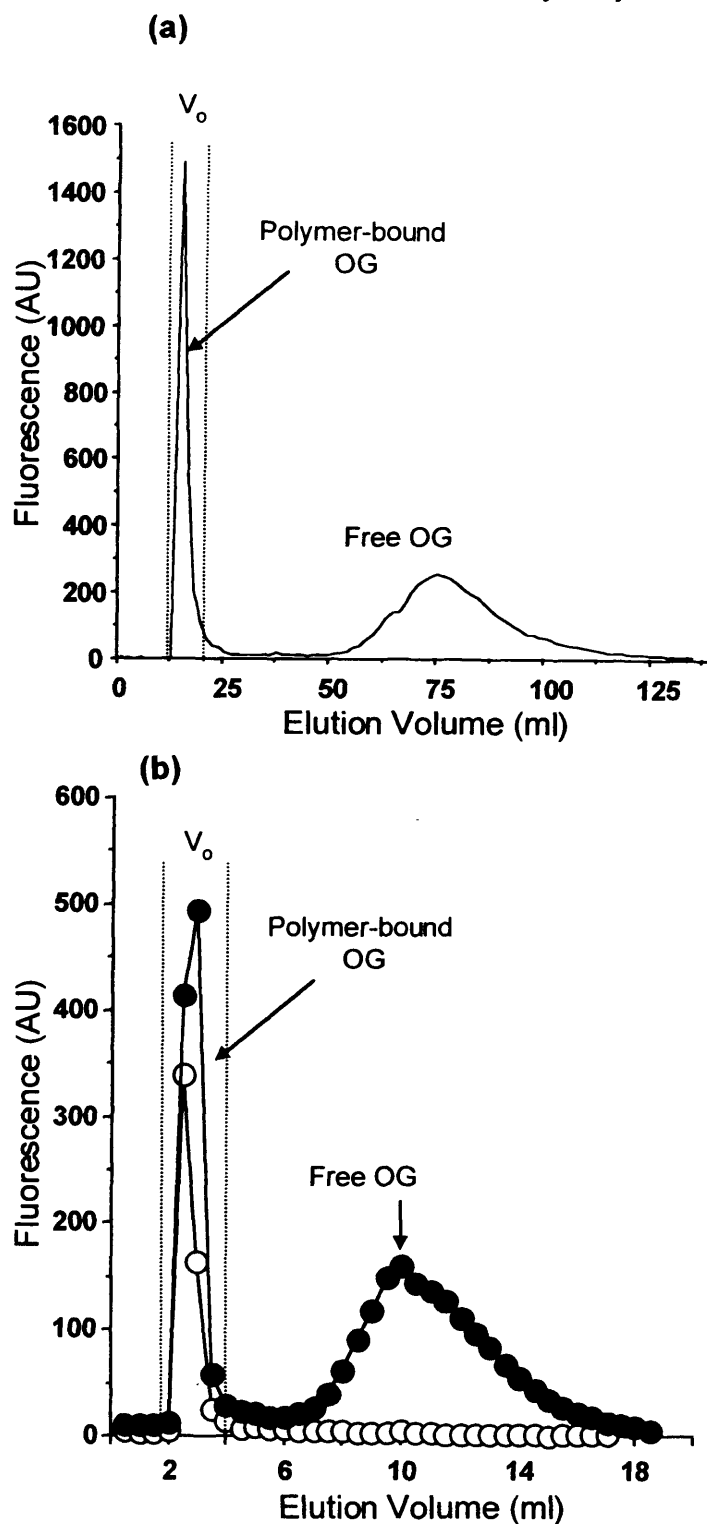 (a)
V₀
1600
1400
1200
1000
800
600
400
200
0
Fluorescence (AU)
Polymer-bound
OG
Free OG
0 25 50 75 100 125
Elution Volume (ml)
(b)
600
500
400
300
200
100
0
V₀
Fluorescence (AU)
Polymer-bound
OG
Free OG
2 6 10 14 18
Elution Volume (ml)